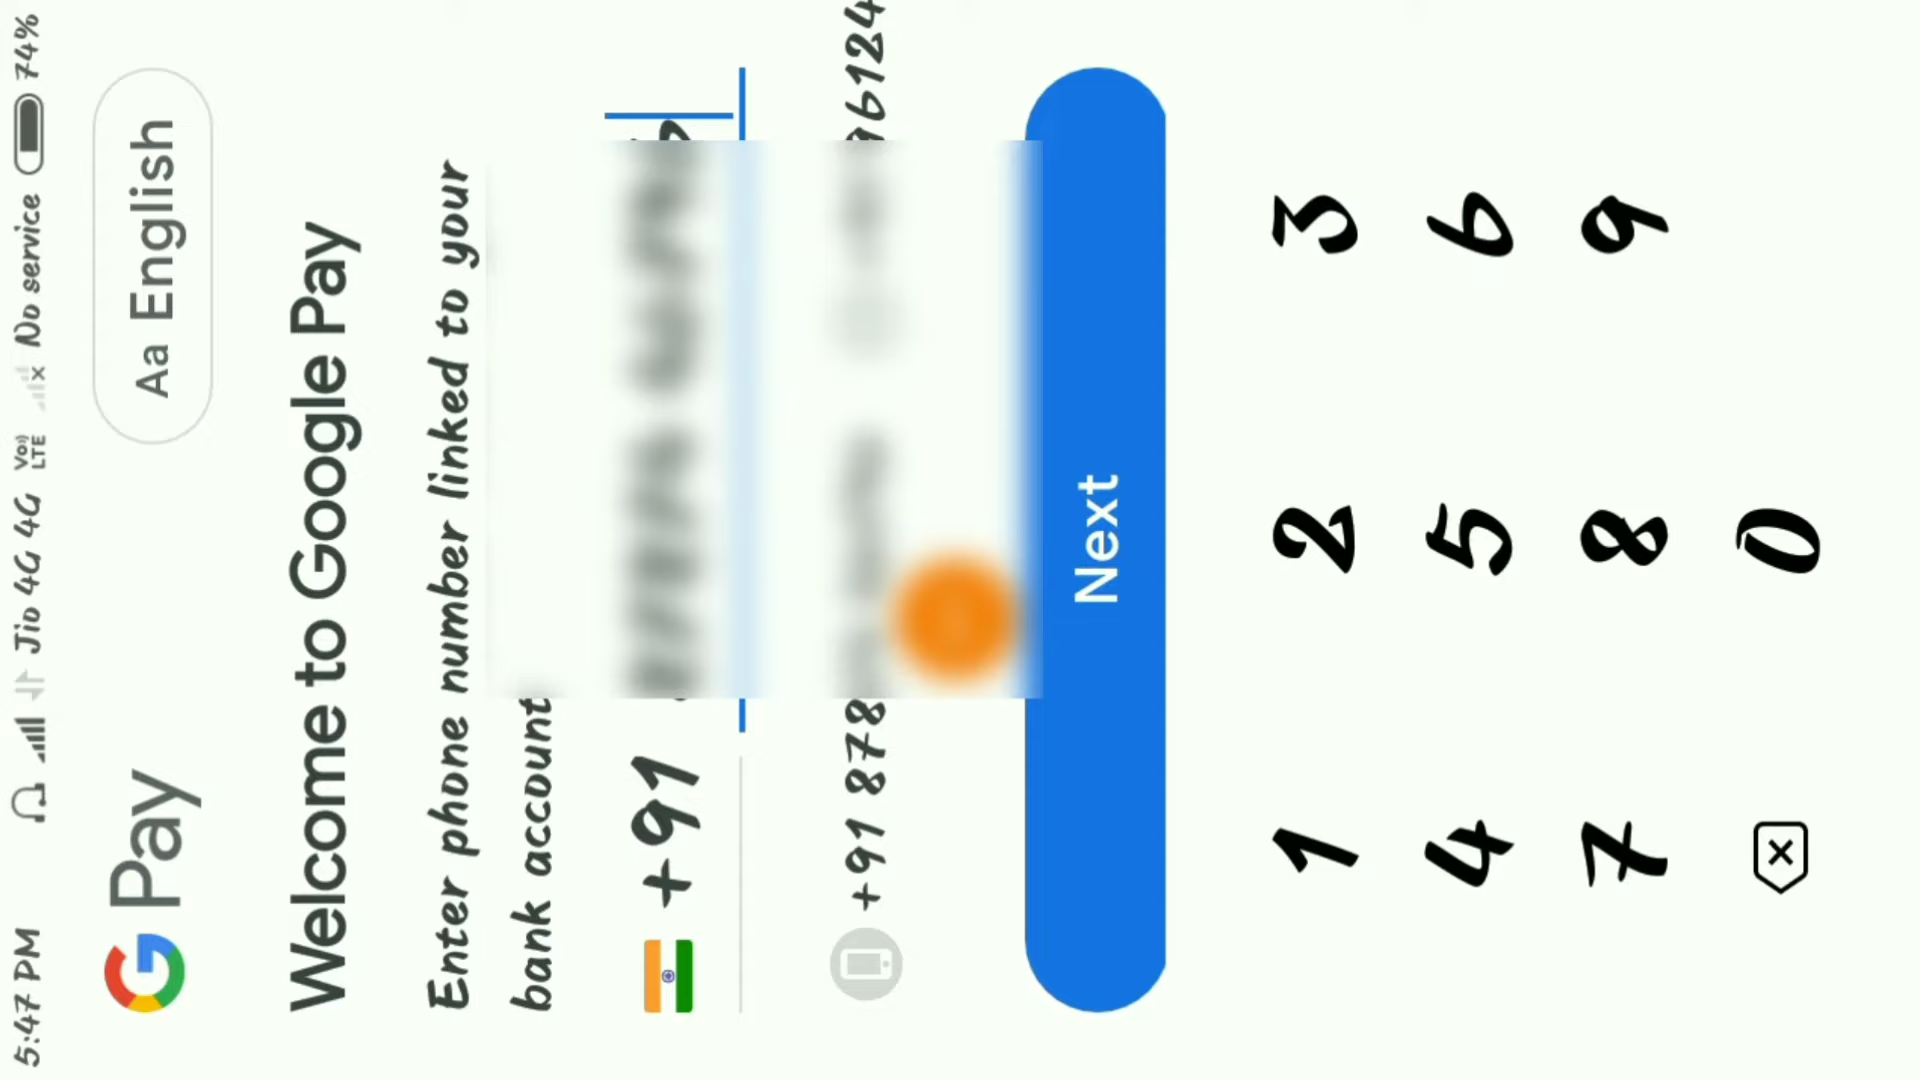 5:47 PM Jio 4G 4G VoLTE No service 74%
G Pay
Aa English
Welcome to Google Pay
Enter phone number linked to your
bank account
+91
+91 878 96124
Next
1 2 3
4 5 6
7 8 9
0